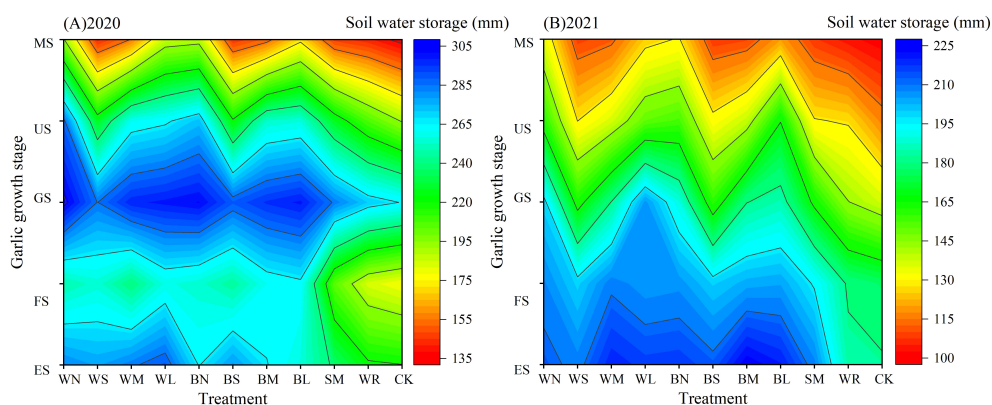 (A)2020
Soil water storage (mm)
MS
US
GS
FS
ES
Garlic growth stage
WN WS WM WL BN BS BM BL SM WR CK
Treatment
305
285
265
240
220
195
175
155
135
(B)2021
Soil water storage (mm)
MS
US
GS
FS
ES
Garlic growth stage
WN WS WM WL BN BS BM BL SM WR CK
Treatment
225
210
195
180
165
145
130
115
100